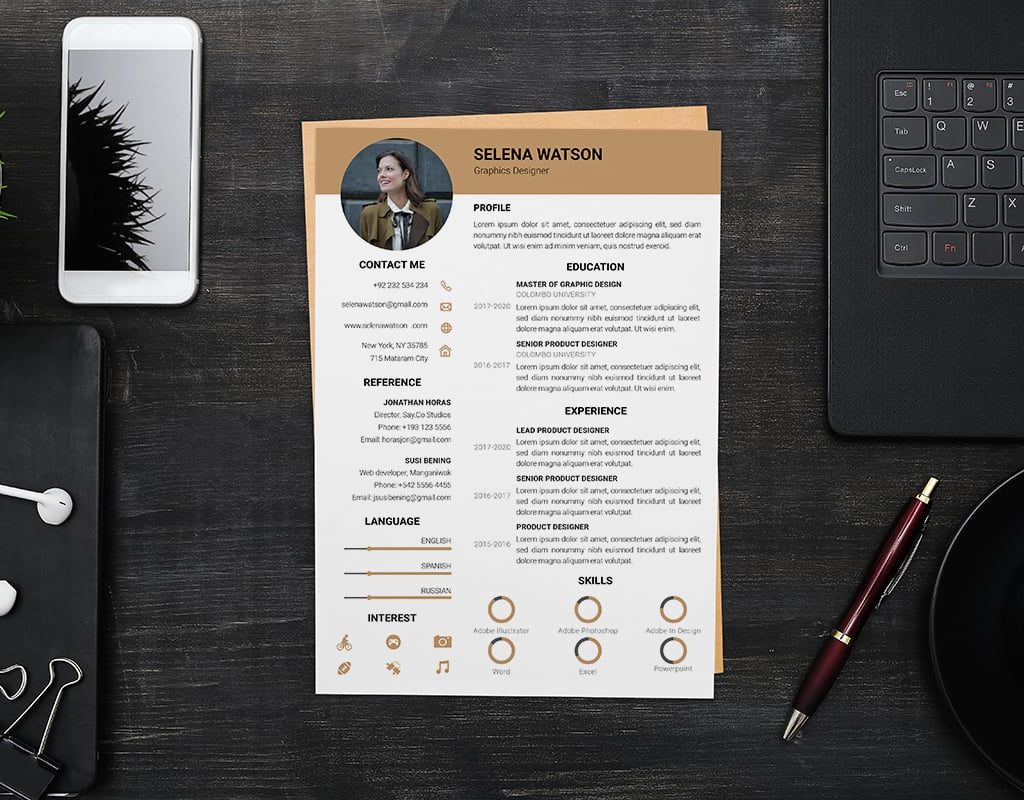 SELENA WATSON
Graphics Designer
PROFILE
Lorem ipsum dolor sit amet, consectetuer adipiscing elit, sed diam
nonummy nibh euismod tincidunt ut laoreet dolore magna aliquam erat
volutpat. Ut wisi enim ad minim veniam, quis nostrud exercid.
CONTACT ME
+92 232 534 234
selenawatson@gmail.com
www.selenawatson .com
New York, NY 35785
715 Mataram City
REFERENCE
JONATHAN HORAS
Director, Say.Co Studios
Phone: +193 123 5566
Email: horasjon@gmail.com
SUSI BENING
Web developer, Manganiwak
Phone: +542 5556 4455
Email: jsusibening@gmail.com
LANGUAGE
ENGLISH
SPANISH
RUSSIAN
INTEREST
EDUCATION
MASTER OF GRAPHIC DESIGN
COLOMBO UNIVERSITY
2017-2020
Lorem ipsum dolor sit amet, consectetuer adipiscing elit,
sed diam nonummy nibh euismod tincidunt ut laoreet
dolore magna aliquam erat volutpat. Ut wisi enim.
SENIOR PRODUCT DESIGNER
COLOMBO UNIVERSITY
2016-2017
Lorem ipsum dolor sit amet, consectetuer adipiscing elit,
sed diam nonummy nibh euismod tincidunt ut laoreet
dolore magna aliquam erat volutpat. Ut wisi enim.
EXPERIENCE
LEAD PRODUCT DESIGNER
2017-2020
Lorem ipsum dolor sit amet, consectetuer adipiscing elit,
sed diam nonummy nibh euismod tincidunt ut laoreet
dolore magna aliquam erat volutpat.
SENIOR PRODUCT DESIGNER
2016-2017
Lorem ipsum dolor sit amet, consectetuer adipiscing elit,
sed diam nonummy nibh euismod tincidunt ut laoreet
dolore magna aliquam erat volutpat.
PRODUCT DESIGNER
2015-2016
Lorem ipsum dolor sit amet, consectetuer adipiscing elit,
sed diam nonummy nibh euismod tincidunt ut laoreet
dolore magna aliquam erat volutpat.
SKILLS
Adobe Illustrator Adobe Photoshop Adobe In Design
Word Excel Powerpoint
Esc ! 1 F1 @ 2 F2 # 3
Tab Q W E
CapsLock A S
Shift Z X
Ctrl Fn